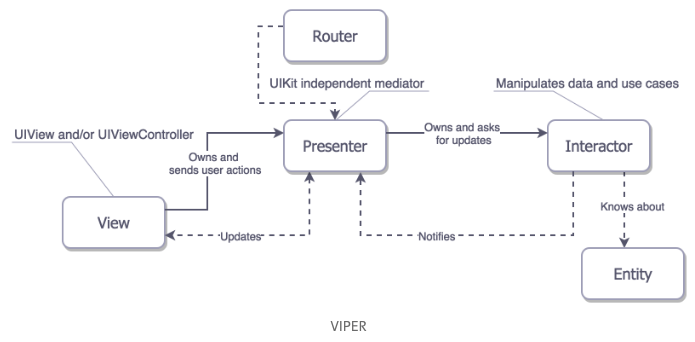 Router
UIKit independent mediator
Manipulates data and use cases
UIView and/or UIViewController
Owns and
sends user actions
Presenter
Owns and asks
for updates
Interactor
View
Updates
Notifies
Knows about
Entity
VIPER